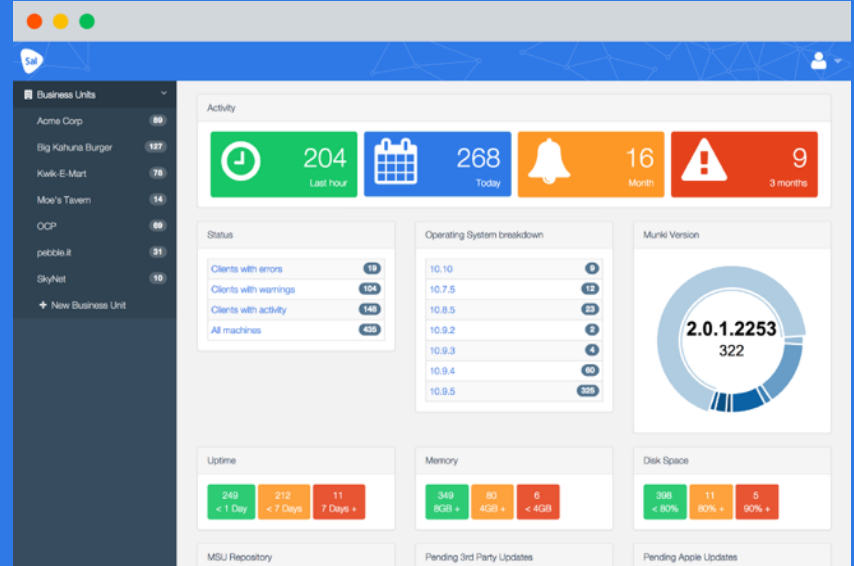 Sal
Business Units
Acme Corp 89
Big Kahuna Burger 127
Kwik-E-Mart 78
Moe's Tavern 14
OCP 89
pebble.it 31
SkyNet 10
+ New Business Unit
Activity
204
Last hour
268
Today
16
Month
9
3 months
Status
Clients with errors 19
Clients with warnings 104
Clients with activity 148
All machines 435
Operating System breakdown
10.10 9
10.7.5 12
10.8.5 23
10.9.2 2
10.9.3 4
10.9.4 60
10.9.5 325
Munki Version
2.0.1.2253
322
Uptime
249
< 1 Day
212
< 7 Days
11
7 Days +
Memory
349
8GB +
80
4GB +
6
< 4GB
Disk Space
398
< 80%
11
80% +
5
90% +
MSU Repository
Pending 3rd Party Updates
Pending Apple Updates